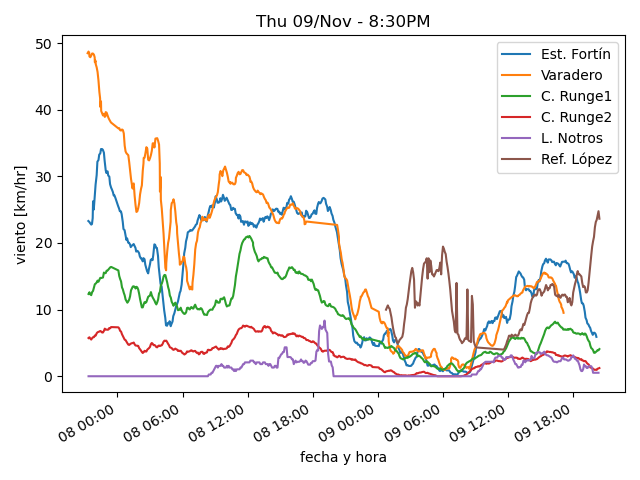 Thu 09/Nov - 8:30PM
50
40
30
20
10
0
viento [km/hr]
Est. Fortín
Varadero
C. Runge1
C. Runge2
L. Notros
Ref. López
08 00:00
08 06:00
08 12:00
08 18:00
09 00:00
09 06:00
09 12:00
09 18:00
fecha y hora